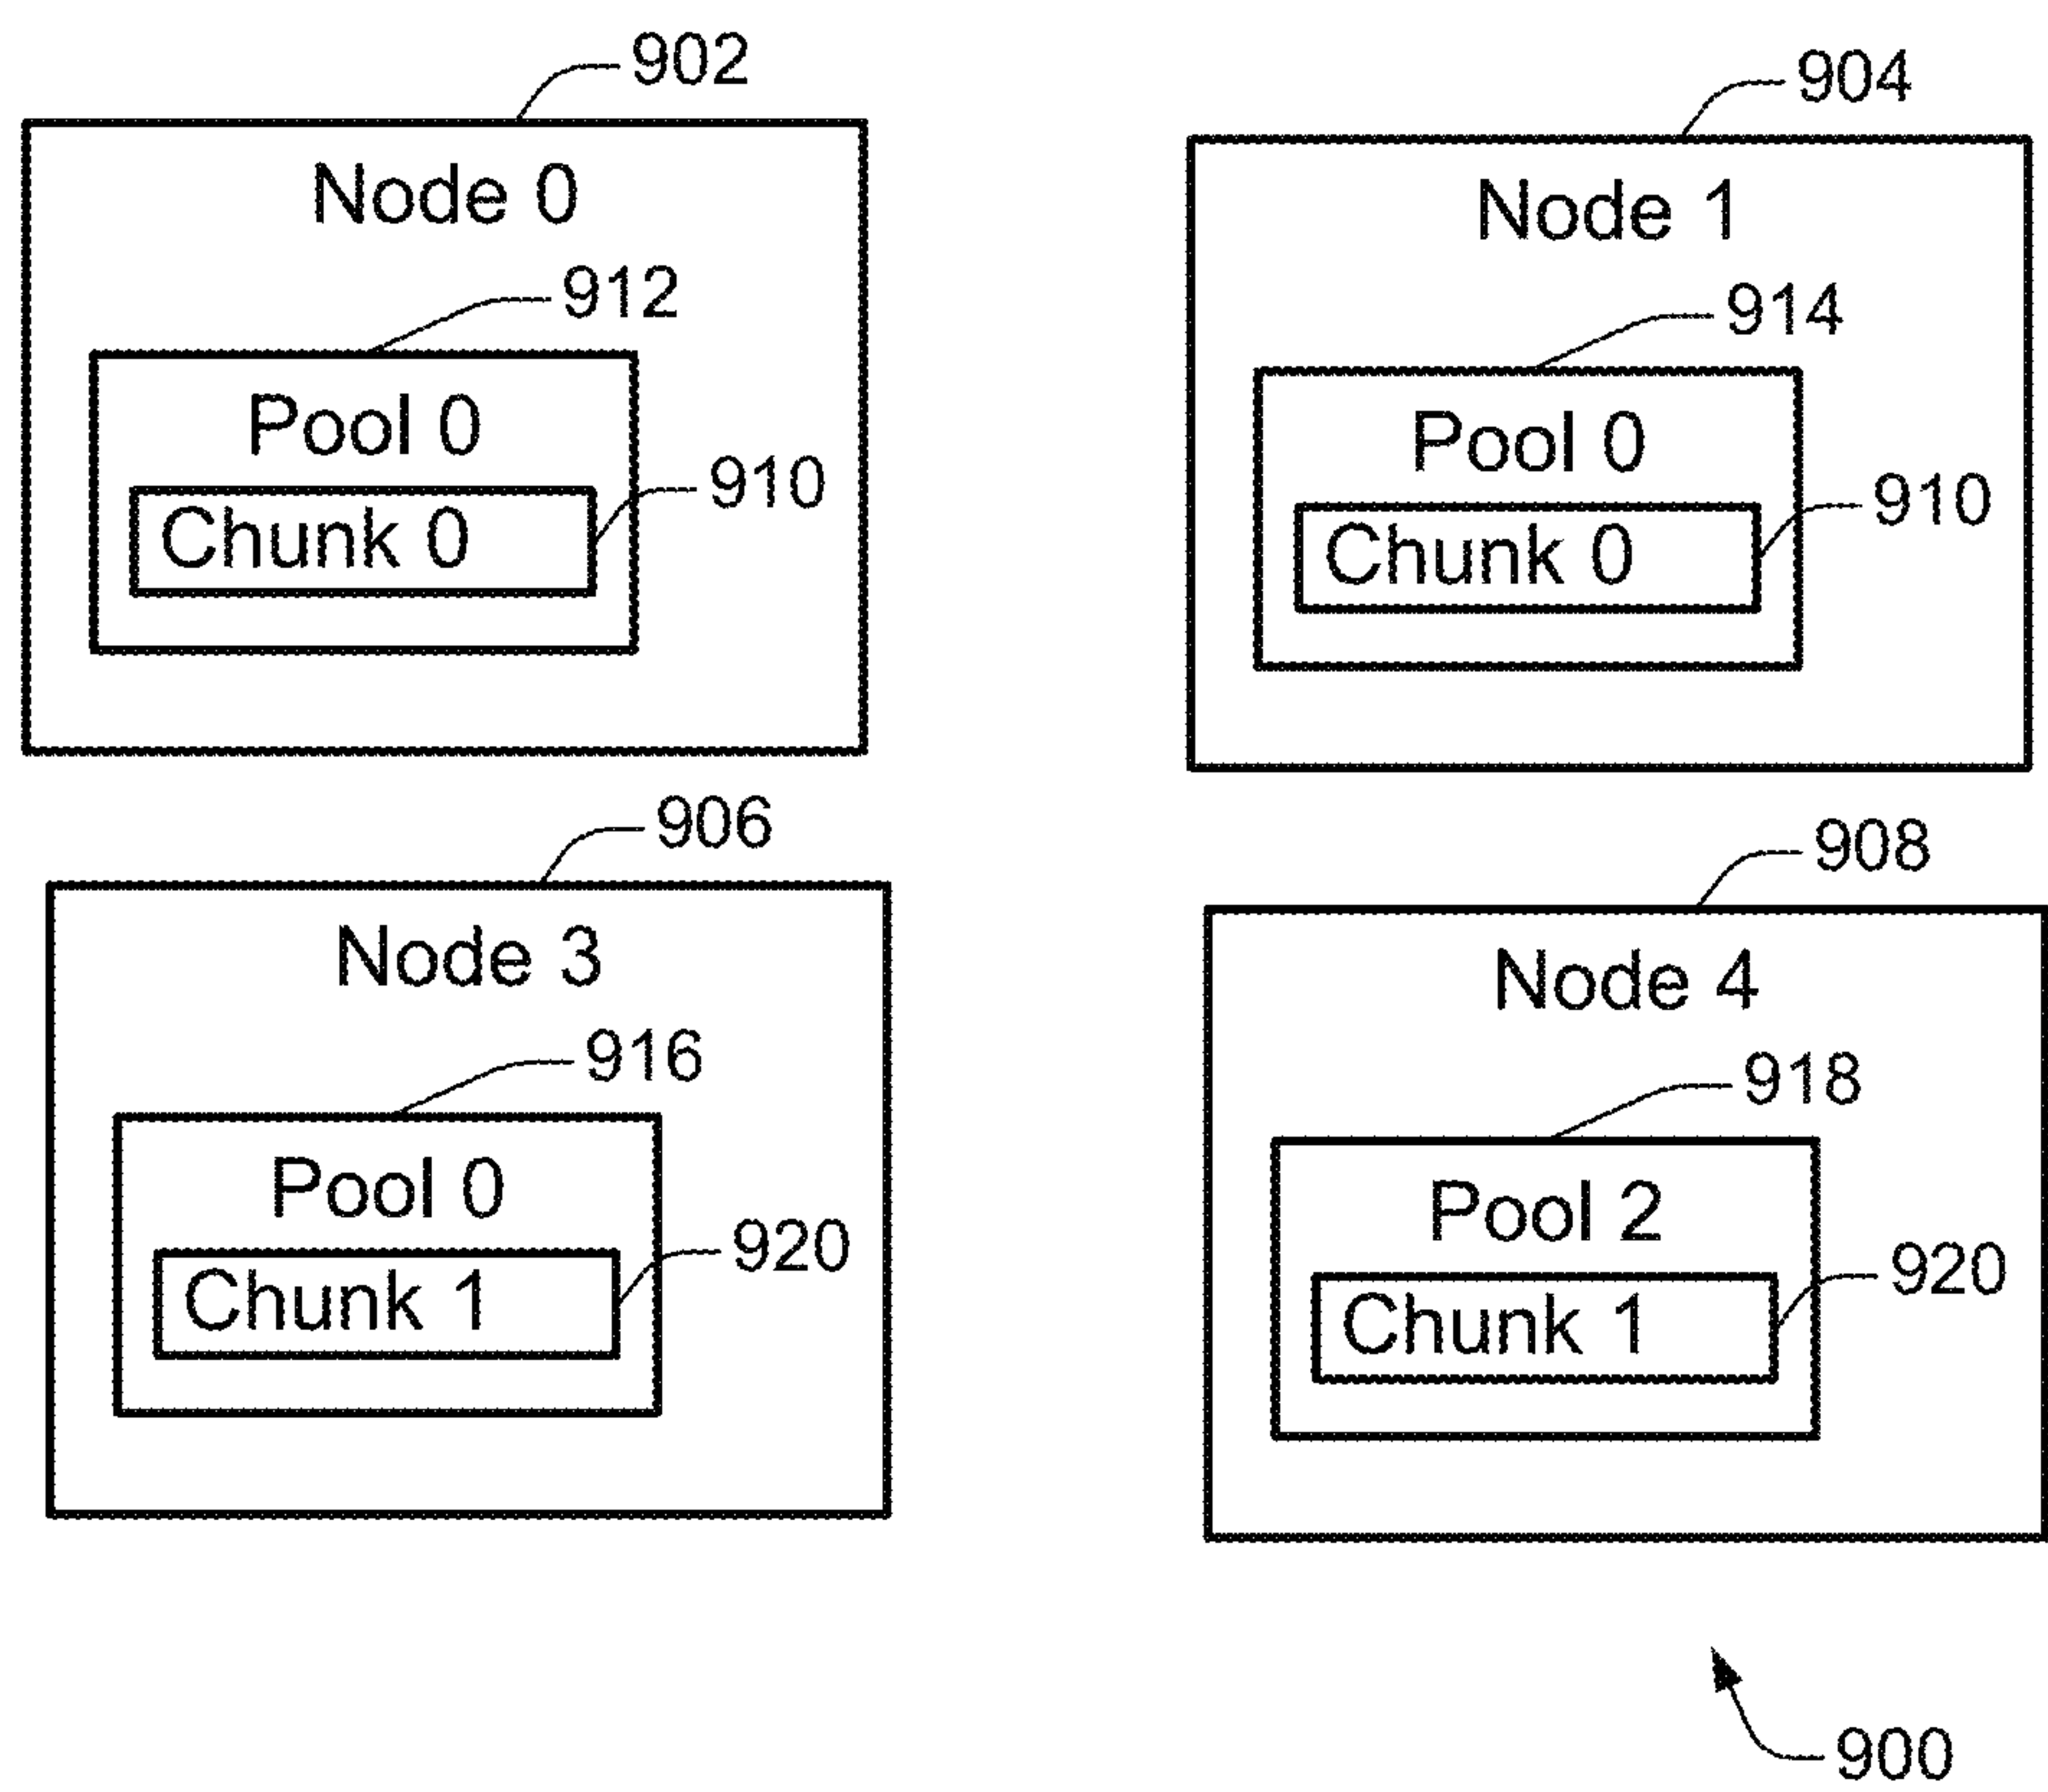 902
Node 0
912
Pool 0
910
Chunk 0
904
Node 1
914
Pool 0
910
Chunk 0
906
Node 3
916
Pool 0
920
Chunk 1
908
Node 4
918
Pool 2
920
Chunk 1
900